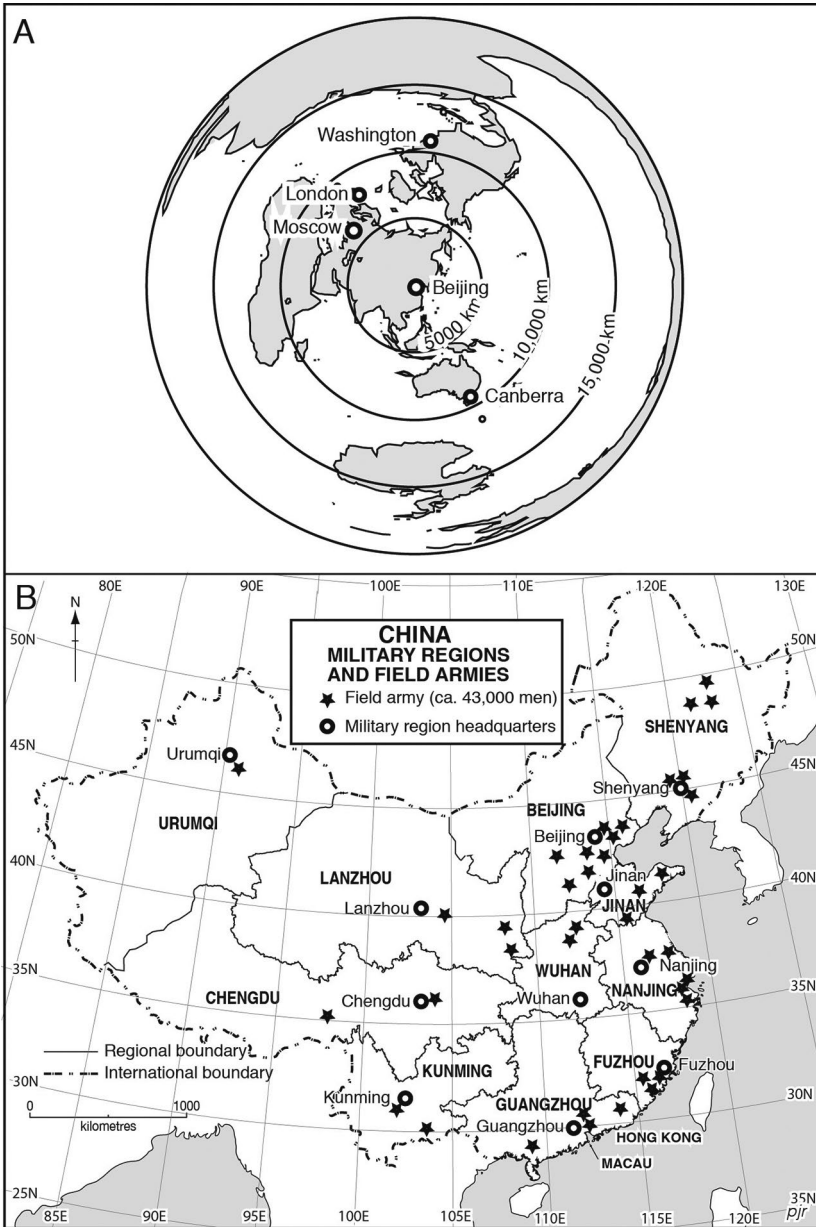 A
Washington
London
Moscow
Beijing
5000 km
10,000 km
15,000 km
Canberra
B
80E
90E
100E
110E
120E
130E
N
50N
50N
CHINA
MILITARY REGIONS
AND FIELD ARMIES
Field army (ca. 43,000 men)
Military region headquarters
SHENYANG
45N
Urumqi
45N
Shenyang
URUMQI
BEIJING
Beijing
40N
LANZHOU
Jinan
40N
Lanzhou
JINAN
35N
WUHAN
Nanjing
CHENGDU
Chengdu
Wuhan
NANJING
35N
Regional boundary
International boundary
KUNMING
FUZHOU
Fuzhou
30N
30N
0
1000
kilometres
Kunming
GUANGZHOU
Guangzhou
HONG KONG
MACAU
25N
35N
85E
95E
100E
105E
110E
115E
120E
pjr